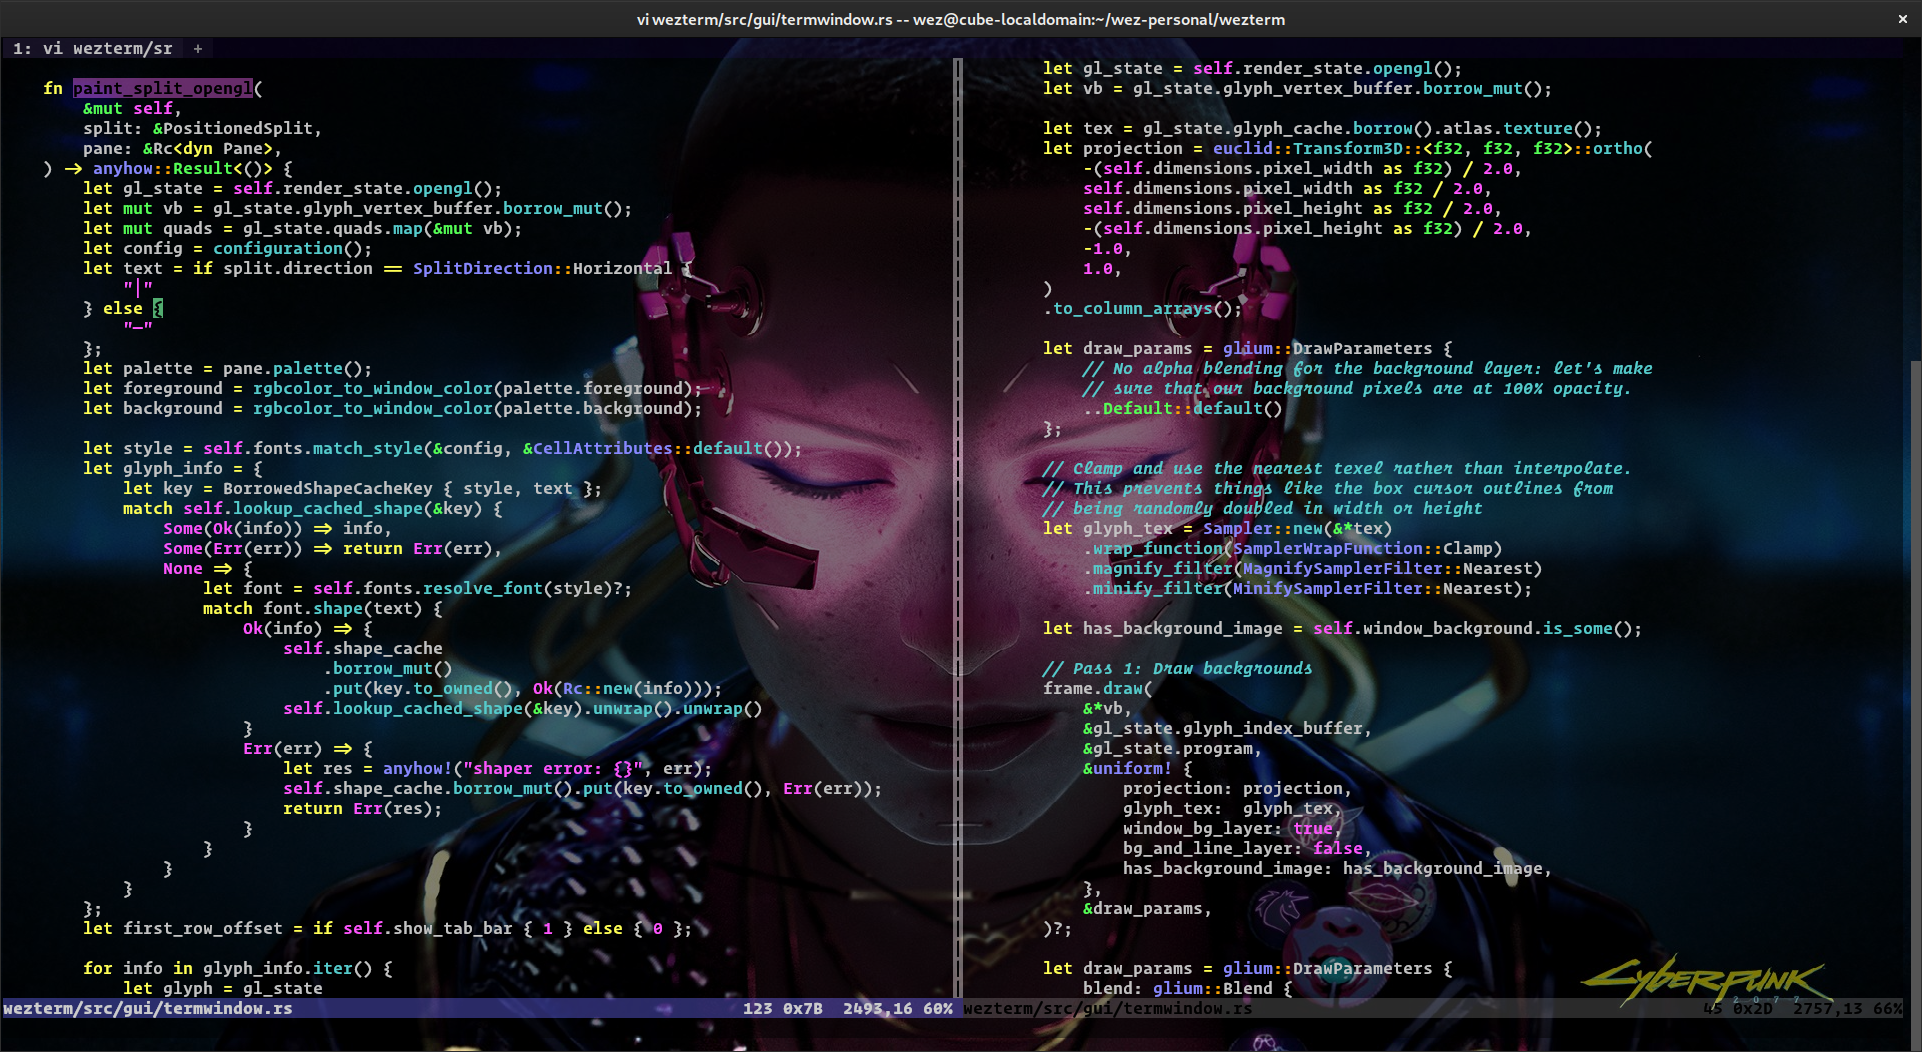 vi wezterm/src/gui/termwindow.rs -- wez@cube-localdomain:~/wez-personal/wezterm ×
1: vi wezterm/sr +
fn paint_split_opengl(
&mut self,
split: &PositionedSplit,
pane: &Rc<dyn Pane>,
) -> anyhow::Result<()> {
let gl_state = self.render_state.opengl();
let mut vb = gl_state.glyph_vertex_buffer.borrow_mut();
let mut quads = gl_state.quads.map(&mut vb);
let config = configuration();
let text = if split.direction == SplitDirection::Horizontal {
"│"
} else {
"─"
};
let palette = pane.palette();
let foreground = rgbcolor_to_window_color(palette.foreground);
let background = rgbcolor_to_window_color(palette.background);
let style = self.fonts.match_style(&config, &CellAttributes::default());
let glyph_info = {
let key = BorrowedShapeCacheKey { style, text };
match self.lookup_cached_shape(&key) {
Some(Ok(info)) => info,
Some(Err(err)) => return Err(err),
None => {
let font = self.fonts.resolve_font(style)?;
match font.shape(text) {
Ok(info) => {
self.shape_cache
.borrow_mut()
.put(key.to_owned(), Ok(Rc::new(info)));
self.lookup_cached_shape(&key).unwrap().unwrap()
}
Err(err) => {
let res = anyhow!("shaper error: {}", err);
self.shape_cache.borrow_mut().put(key.to_owned(), Err(err));
return Err(res);
}
}
}
}
};
let first_row_offset = if self.show_tab_bar { 1 } else { 0 };
for info in glyph_info.iter() {
let glyph = gl_state
wezterm/src/gui/termwindow.rs 123 0x7B 2493,16 60%
let gl_state = self.render_state.opengl();
let vb = gl_state.glyph_vertex_buffer.borrow_mut();
let tex = gl_state.glyph_cache.borrow().atlas.texture();
let projection = euclid::Transform3D::<f32, f32, f32>::ortho(
-(self.dimensions.pixel_width as f32) / 2.0,
self.dimensions.pixel_width as f32 / 2.0,
self.dimensions.pixel_height as f32 / 2.0,
-(self.dimensions.pixel_height as f32) / 2.0,
-1.0,
1.0,
)
.to_column_arrays();
let draw_params = glium::DrawParameters {
// No alpha blending for the background layer: let's make
// sure that our background pixels are at 100% opacity.
..Default::default()
};
// Clamp and use the nearest texel rather than interpolate.
// This prevents things like the box cursor outlines from
// being randomly doubled in width or height
let glyph_tex = Sampler::new(&*tex)
.wrap_function(SamplerWrapFunction::Clamp)
.magnify_filter(MagnifySamplerFilter::Nearest)
.minify_filter(MinifySamplerFilter::Nearest);
let has_background_image = self.window_background.is_some();
// Pass 1: Draw backgrounds
frame.draw(
&*vb,
&gl_state.glyph_index_buffer,
&gl_state.program,
&uniform! {
projection: projection,
glyph_tex: glyph_tex,
window_bg_layer: true,
bg_and_line_layer: false,
has_background_image: has_background_image,
},
&draw_params,
)?;
let draw_params = glium::DrawParameters {
blend: glium::Blend {
wezterm/src/gui/termwindow.rs 45 0x2D 2757,13 66%
CYBERPUNK
2077